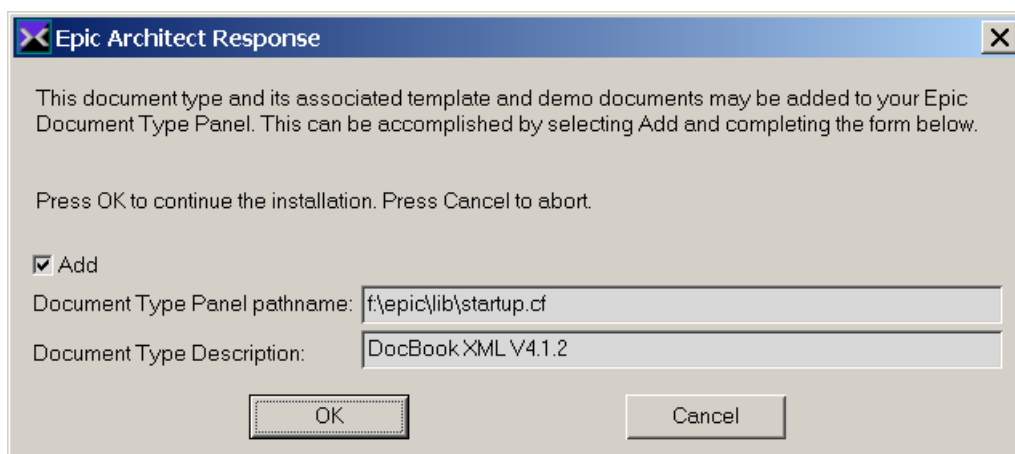 Epic Architect Response
This document type and its associated template and demo documents may be added to your Epic
Document Type Panel. This can be accomplished by selecting Add and completing the form below.
Press OK to continue the installation. Press Cancel to abort.
Add
Document Type Panel pathname: f:\epic\lib\startup.cf
Document Type Description: DocBook XML V4.1.2
OK Cancel